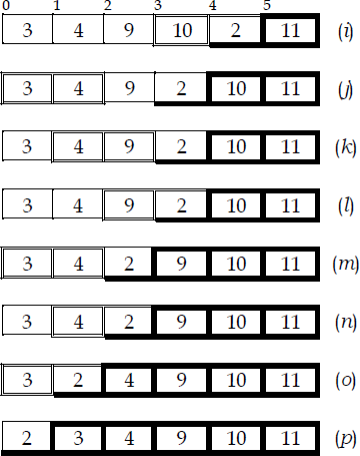 0 1 2 3 4 5
3 4 9 10 2 11 (i)
3 4 9 2 10 11 (j)
3 4 9 2 10 11 (k)
3 4 9 2 10 11 (l)
3 4 2 9 10 11 (m)
3 4 2 9 10 11 (n)
3 2 4 9 10 11 (o)
2 3 4 9 10 11 (p)